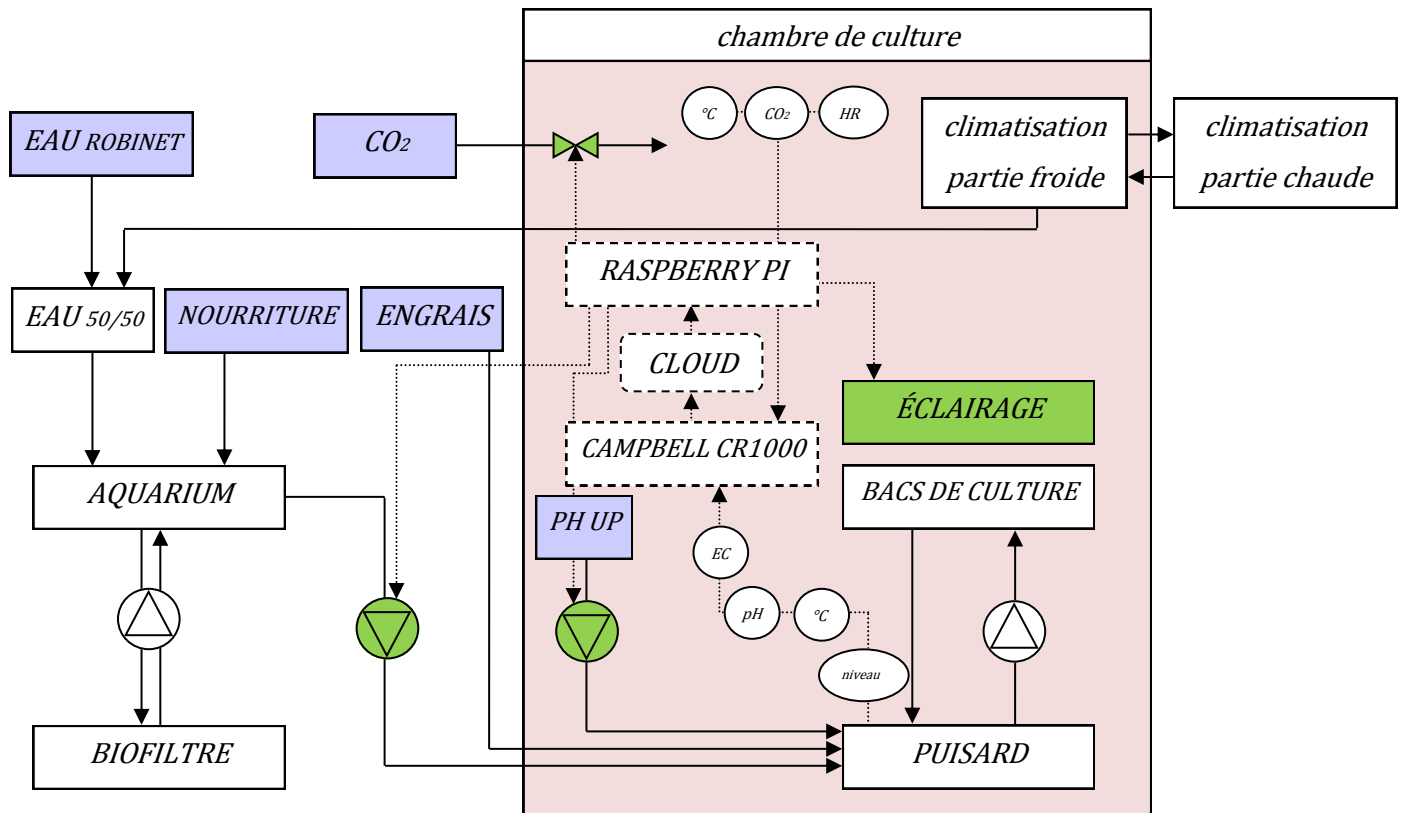 chambre de culture
°C
CO₂
HR
EAU ROBINET
CO₂
climatisation
partie froide
climatisation
partie chaude
RASPBERRY PI
EAU 50/50
NOURRITURE
ENGRAIS
CLOUD
ÉCLAIRAGE
CAMPBELL CR1000
AQUARIUM
BACS DE CULTURE
PH UP
EC
pH
°C
niveau
BIOFILTRE
PUISARD